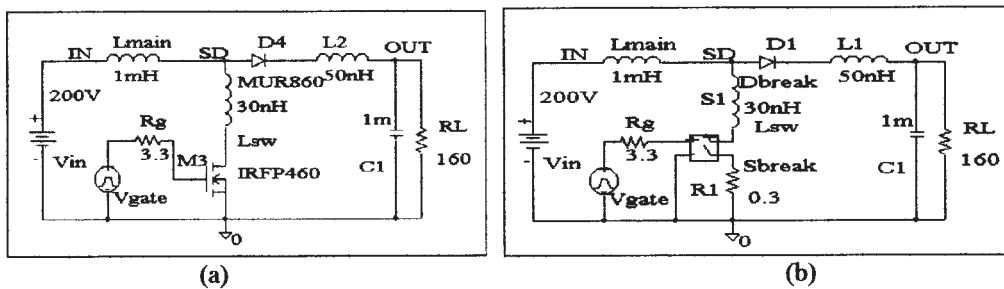 IN Lmain SD D4 L2 OUT
1mH MUR860 50nH
200V 30nH
+
-
Rg Lsw 1m RL
3.3 M3 160
Vin IRFP460 C1
Vgate
0
(a)
IN Lmain SD D1 L1 OUT
1mH Dbreak 50nH
200V S1 30nH
+
-
Rg Lsw 1m RL
3.3 Sbreak 160
Vin R1 C1
Vgate 0.3
0
(b)